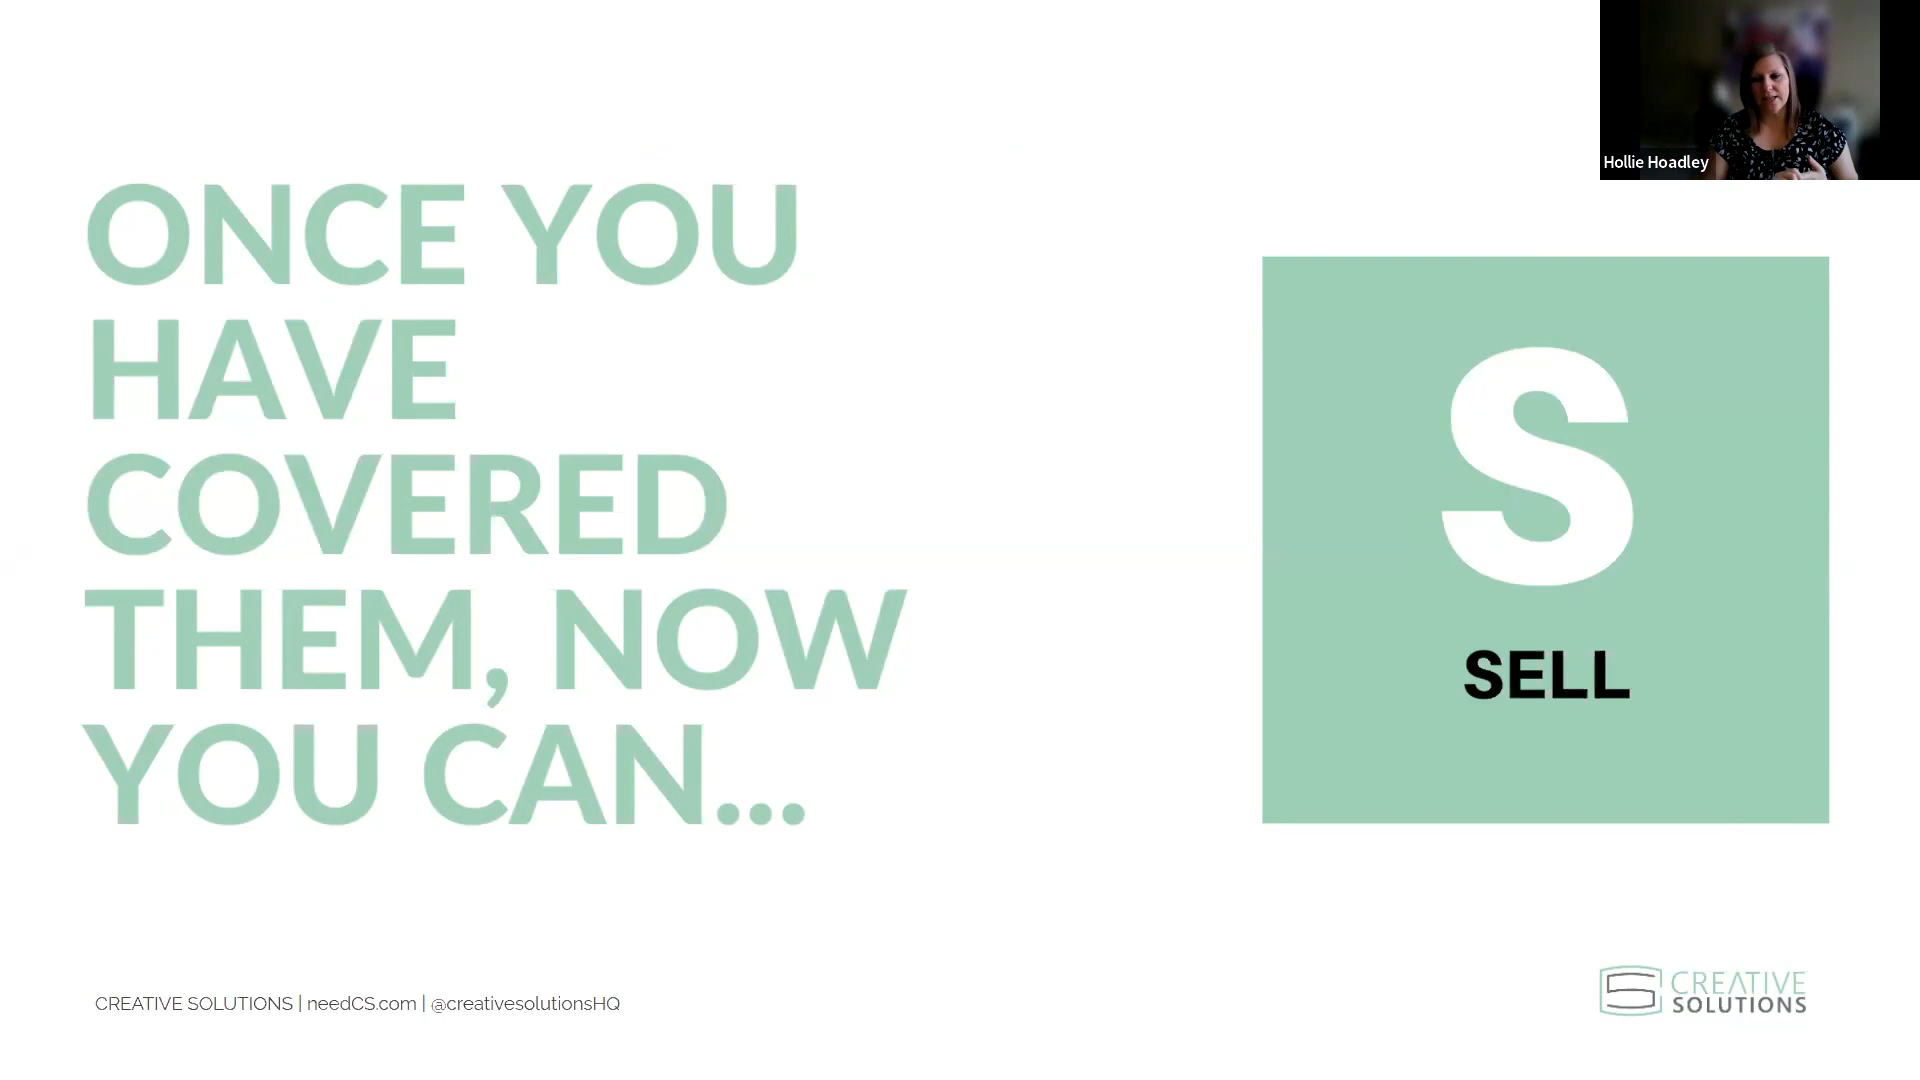 Hollie Hoadley
ONCE YOU
HAVE
COVERED
THEM, NOW
YOU CAN...
S
SELL
CREATIVE SOLUTIONS | needCS.com | @creativesolutionsHQ
CREATIVE
SOLUTIONS